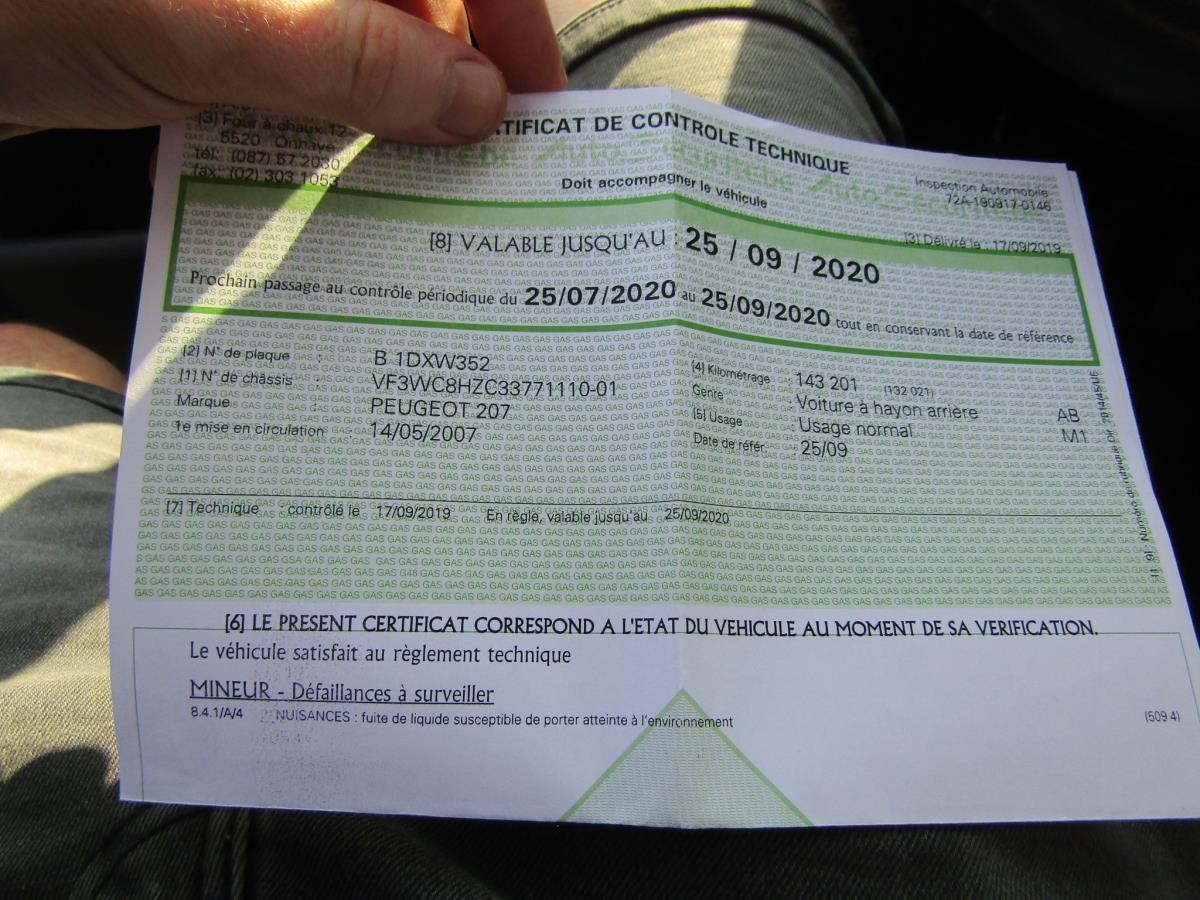 [3] Four à chaux 12
5520 Onhaye
tél: (087) 57 2030
fax: (02) 303 1053
TIFICAT DE CONTROLE TECHNIQUE
Doit accompagner le véhicule
Inspection Automobile
72A-190917-0146
[3] Délivré le : 17/09/2019
[8] VALABLE JUSQU'AU : 25 / 09 / 2020
Prochain passage au contrôle périodique du 25/07/2020 au 25/09/2020 tout en conservant la date de référence
[2] N° de plaque : B 1DXW352
[1] N° de châssis : VF3WC8HZC33771110-01
Marque : PEUGEOT 207
1e mise en circulation : 14/05/2007
[4] Kilométrage : 143 201 (132 021)
Genre : Voiture à hayon arrière AB
[5] Usage : Usage normal M1
Date de référ. : 25/09
[7] Technique : contrôlé le 17/09/2019 En règle, valable jusqu'au 25/09/2020
[6] LE PRESENT CERTIFICAT CORRESPOND A L'ETAT DU VEHICULE AU MOMENT DE SA VERIFICATION.
Le véhicule satisfait au règlement technique
MINEUR - Défaillances à surveiller
8.4.1/A/4 NUISANCES : fuite de liquide susceptible de porter atteinte à l'environnement (509 4)